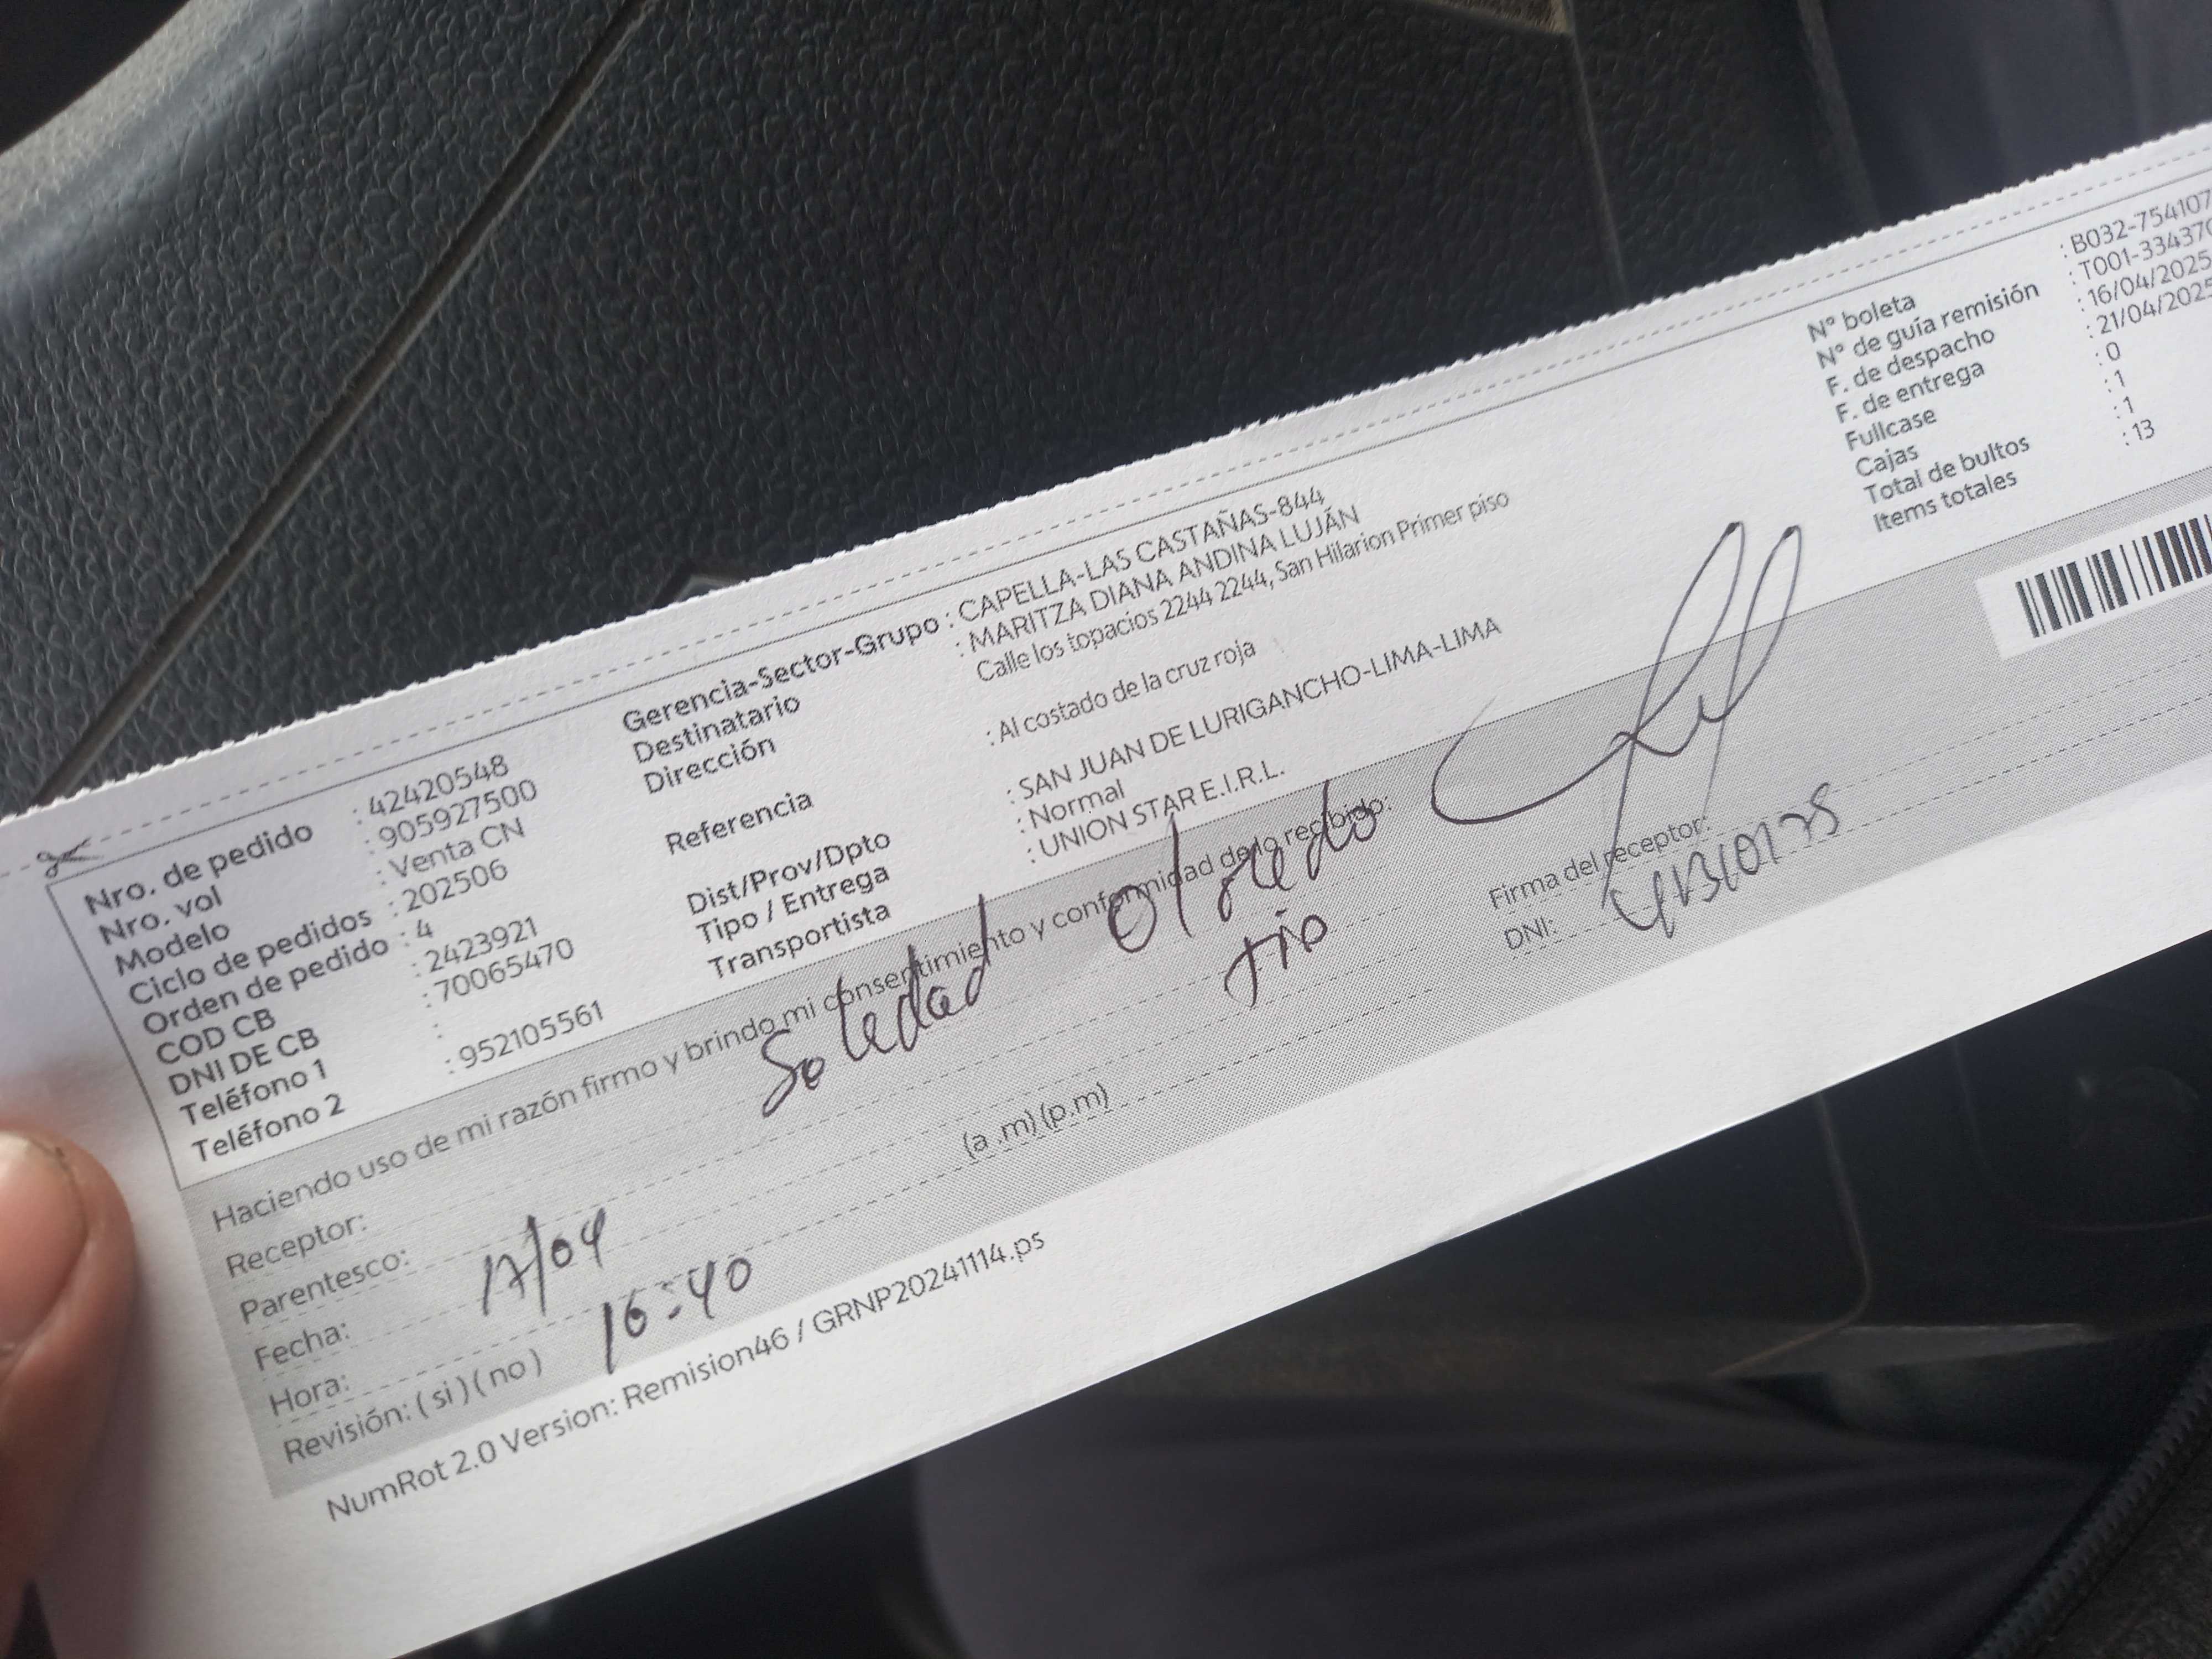 Nro. de pedido : 42420548
Nro. vol : 905927500
Modelo : Venta CN
Ciclo de pedidos : 202506
Orden de pedido : 4
COD CB : 2423921
DNI DE CB : 70065470
Teléfono 1 :
Teléfono 2 : 952105561
Gerencia-Sector-Grupo : CAPELLA-LAS CASTAÑAS-844
Destinatario : MARITZA DIANA ANDINA LUJÁN
Dirección Calle los topacios 2244 2244, San Hilarion Primer piso
Referencia : Al costado de la cruz roja
Dist/Prov/Dpto : SAN JUAN DE LURIGANCHO-LIMA-LIMA
Tipo / Entrega : Normal
Transportista : UNION STAR E.I.R.L.
N° boleta : B032-754107
N° de guía remisión : T001-33437
F. de despacho : 16/04/2025
F. de entrega : 21/04/2025
Fullcase : 0
Cajas : 1
Total de bultos : 1
Items totales : 13
Haciendo uso de mi razón firmo y brindo mi consentimiento y conformidad de lo recibido:
Receptor: Soledad
Parentesco: tio
Fecha: 17/04
Hora: 16:40 (a .m) (p.m)
Revisión: ( si ) ( no )
Firma del receptor:
DNI:
NumRot 2.0 Version: Remision46 / GRNP20241114.ps